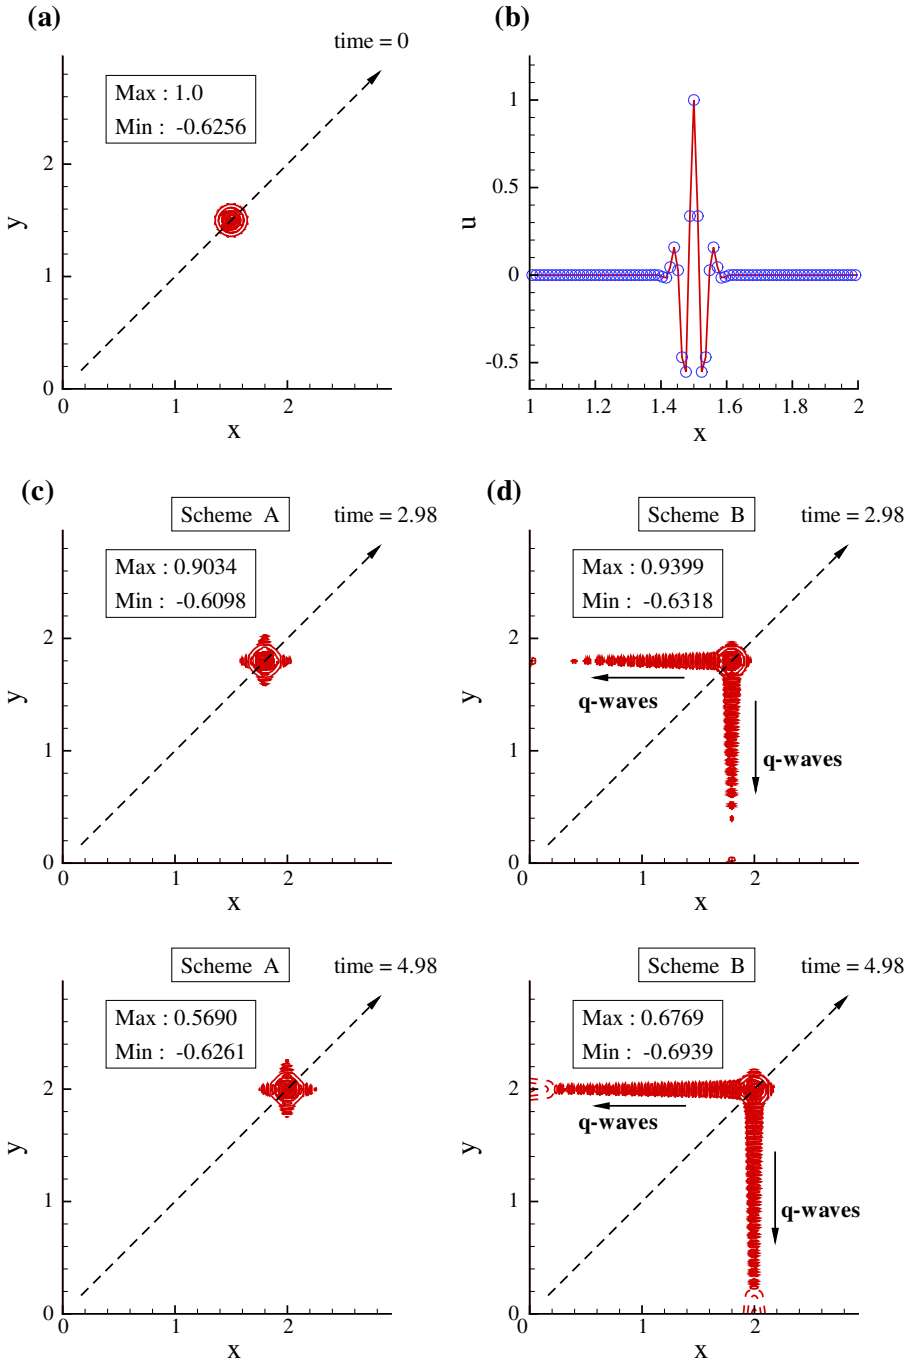 (a)
time = 0
Max : 1.0
Min : -0.6256
y
2
1
0
0
1
2
x
(b)
u
1
0.5
0
-0.5
1
1.2
1.4
1.6
1.8
2
x
(c)
Scheme A
time = 2.98
Max : 0.9034
Min : -0.6098
y
2
1
0
0
1
2
x
(d)
Scheme B
time = 2.98
Max : 0.9399
Min : -0.6318
q-waves
q-waves
y
2
1
0
0
1
2
x
Scheme A
time = 4.98
Max : 0.5690
Min : -0.6261
y
2
1
0
0
1
2
x
Scheme B
time = 4.98
Max : 0.6769
Min : -0.6939
q-waves
q-waves
y
2
1
0
0
1
2
x